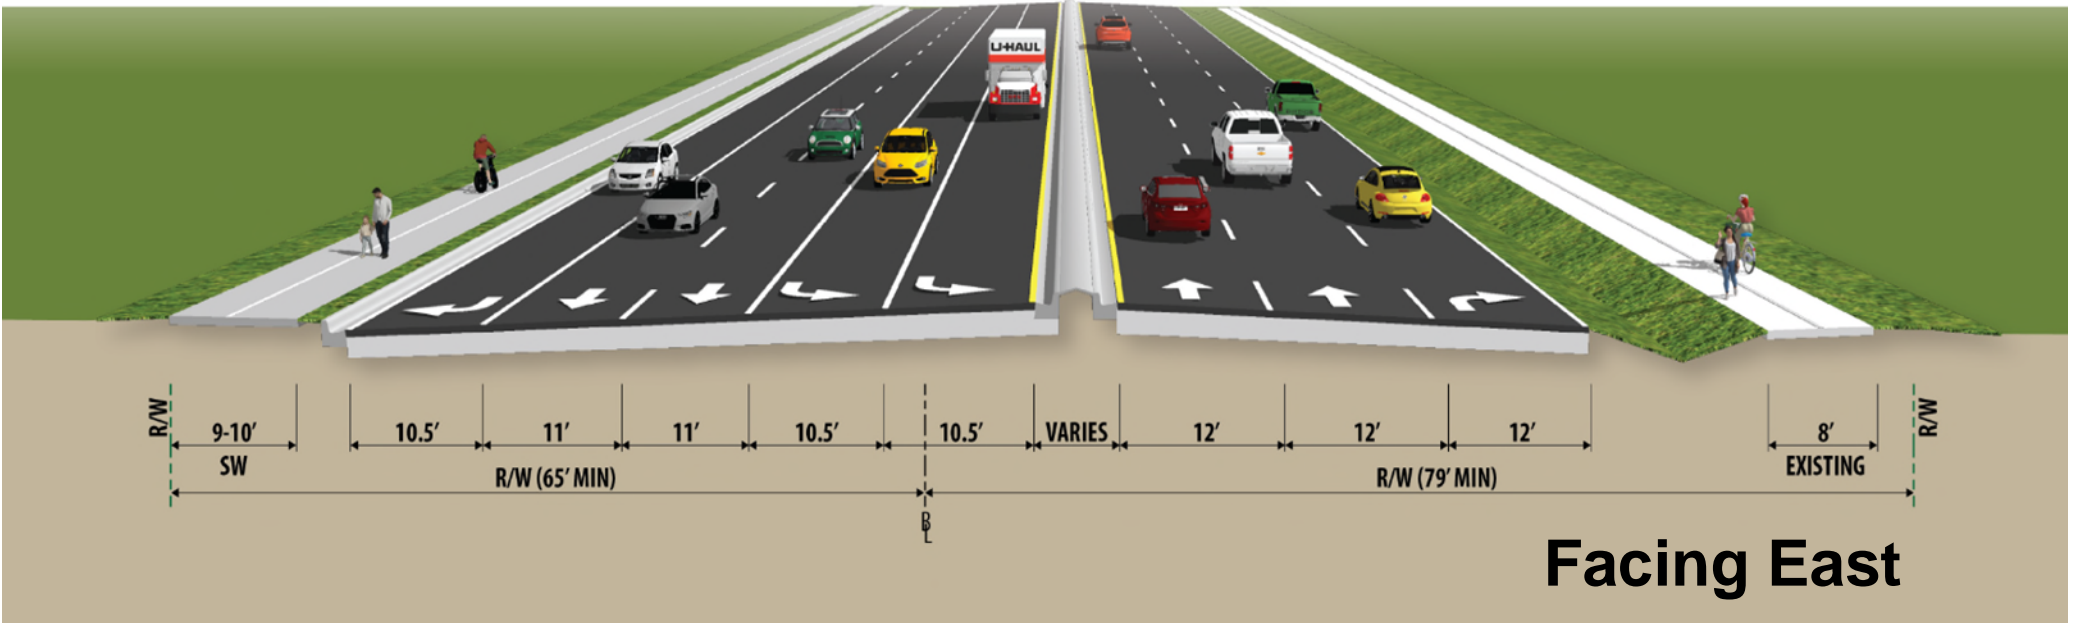 U-HAUL
R/W
9-10'
10.5'
11'
11'
10.5'
10.5'
VARIES
12'
12'
12'
8'
R/W
SW
EXISTING
R/W (65' MIN)
R/W (79' MIN)
BL
Facing East